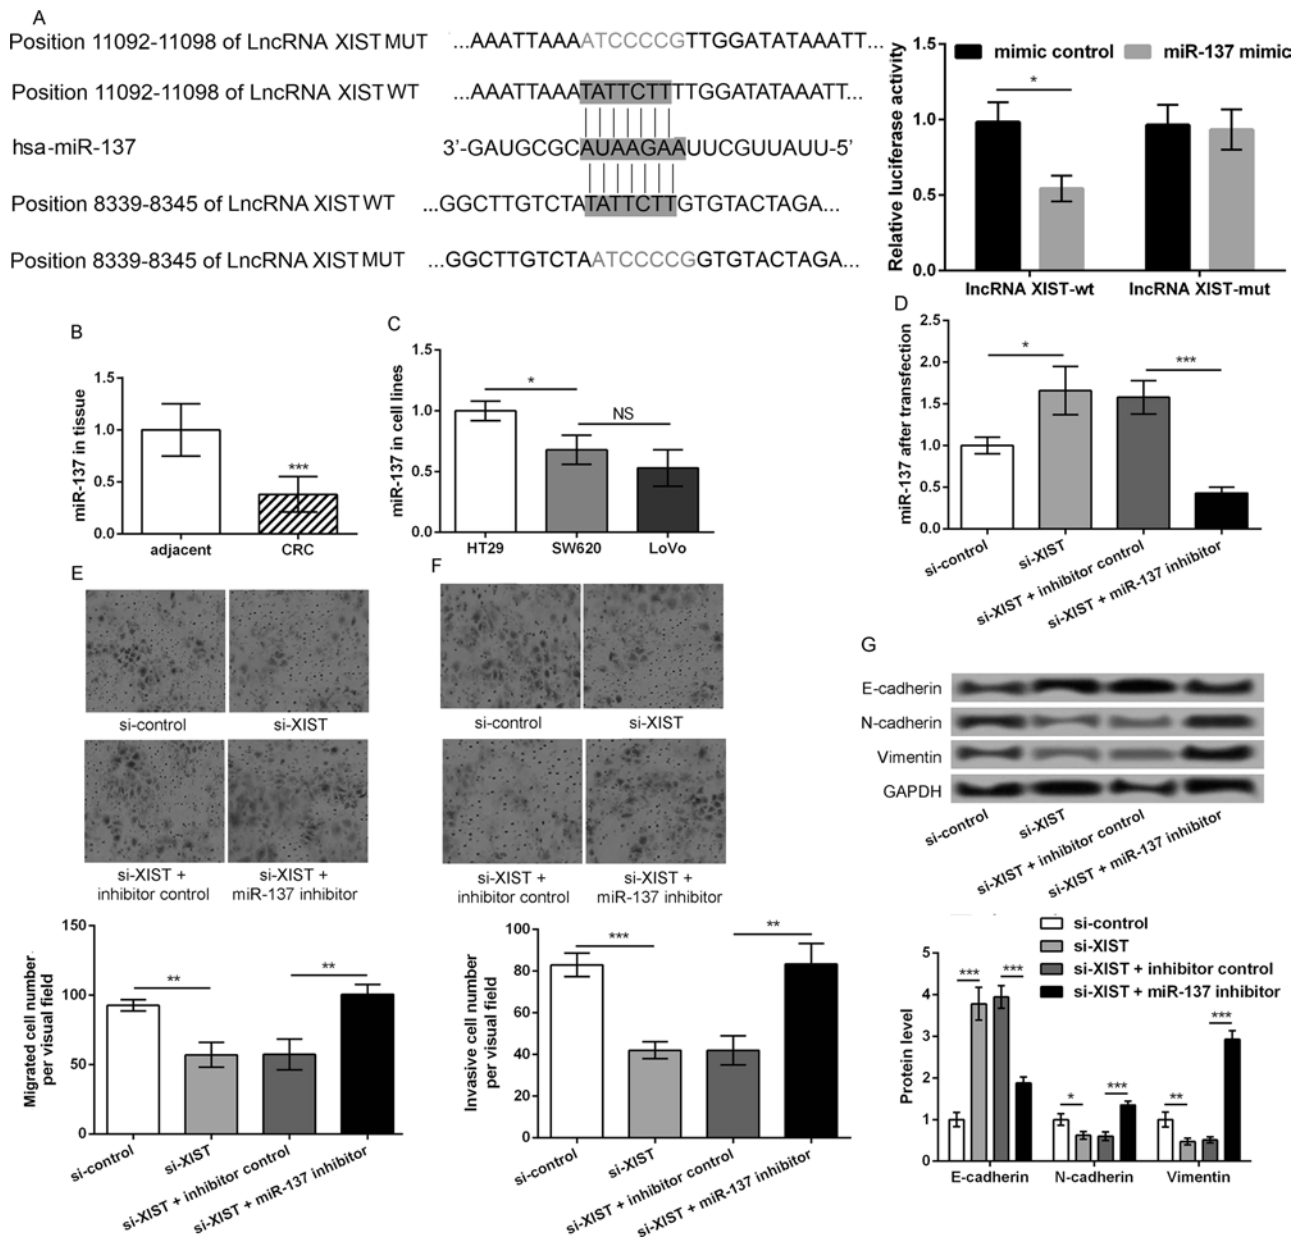 A
Position 11092-11098 of LncRNA XIST MUT ...AAATTAAAATCCCCGTTGGATATAAATT...
Position 11092-11098 of LncRNA XIST WT ...AAATTAAATATTCTTTTGGATATAAATT...
hsa-miR-137 3'-GAUGCGCAUAAGAAUUCGUUAUU-5'
Position 8339-8345 of LncRNA XIST WT ...GGCTTGTCTATATTCTTGTGTACTAGA...
Position 8339-8345 of LncRNA XIST MUT ...GGCTTGTCTAATCCCCGGTGTACTAGA...
Relative luciferase activity
1.5
1.0
0.5
0.0
mimic control
miR-137 mimic
*
lncRNA XIST-wt
lncRNA XIST-mut
B
miR-137 in tissue
1.5
1.0
0.5
0.0
***
adjacent
CRC
C
miR-137 in cell lines
1.5
1.0
0.5
0.0
*
NS
HT29
SW620
LoVo
D
miR-137 after transfection
2.5
2.0
1.5
1.0
0.5
0.0
*
***
si-control
si-XIST
si-XIST + inhibitor control
si-XIST + miR-137 inhibitor
E
si-control
si-XIST
si-XIST +
inhibitor control
si-XIST +
miR-137 inhibitor
Migrated cell number
per visual field
150
100
50
0
**
**
si-control
si-XIST
si-XIST + inhibitor control
si-XIST + miR-137 inhibitor
F
si-control
si-XIST
si-XIST +
inhibitor control
si-XIST +
miR-137 inhibitor
Invasive cell number
per visual field
100
80
60
40
20
0
***
**
si-control
si-XIST
si-XIST + inhibitor control
si-XIST + miR-137 inhibitor
G
E-cadherin
N-cadherin
Vimentin
GAPDH
si-control
si-XIST
si-XIST + inhibitor control
si-XIST + miR-137 inhibitor
si-control
si-XIST
si-XIST + inhibitor control
si-XIST + miR-137 inhibitor
Protein level
5
4
3
2
1
0
***
***
*
***
**
***
E-cadherin
N-cadherin
Vimentin